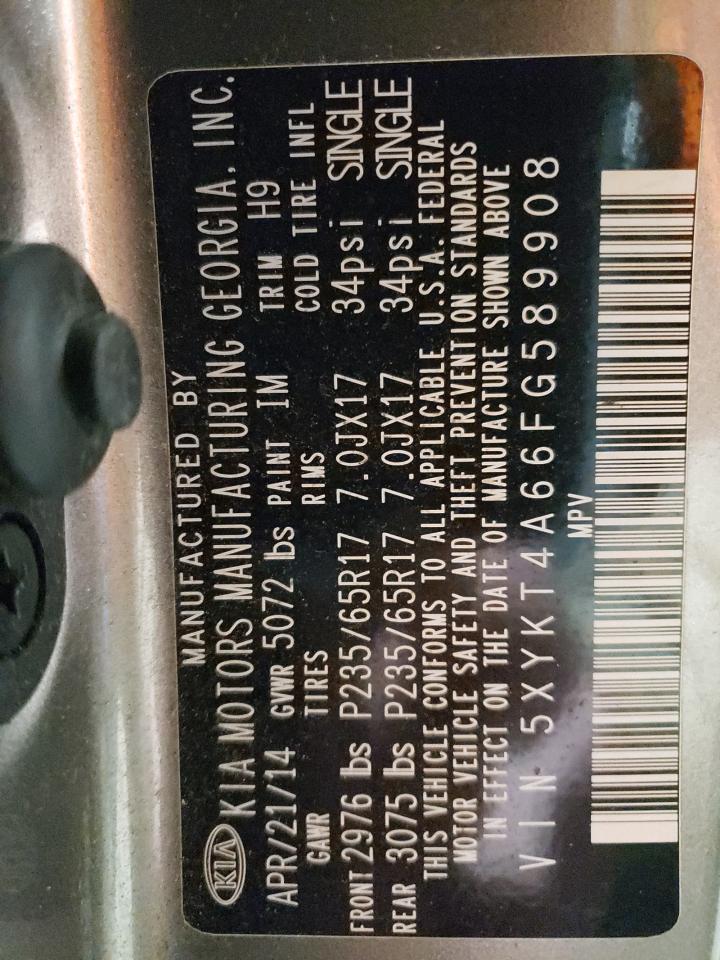 MANUFACTURED BY
KIA KIA MOTORS MANUFACTURING GEORGIA, INC.
APR/21/14 GVWR 5072 lbs PAINT IM TRIM H9
GAWR TIRES RIMS COLD TIRE INFL
FRONT 2976 lbs P235/65R17 7.0JX17 34psi SINGLE
REAR 3075 lbs P235/65R17 7.0JX17 34psi SINGLE
THIS VEHICLE CONFORMS TO ALL APPLICABLE U.S.A. FEDERAL
MOTOR VEHICLE SAFETY AND THEFT PREVENTION STANDARDS
IN EFFECT ON THE DATE OF MANUFACTURE SHOWN ABOVE
VIN 5XYKT4A66FG589908
MPV